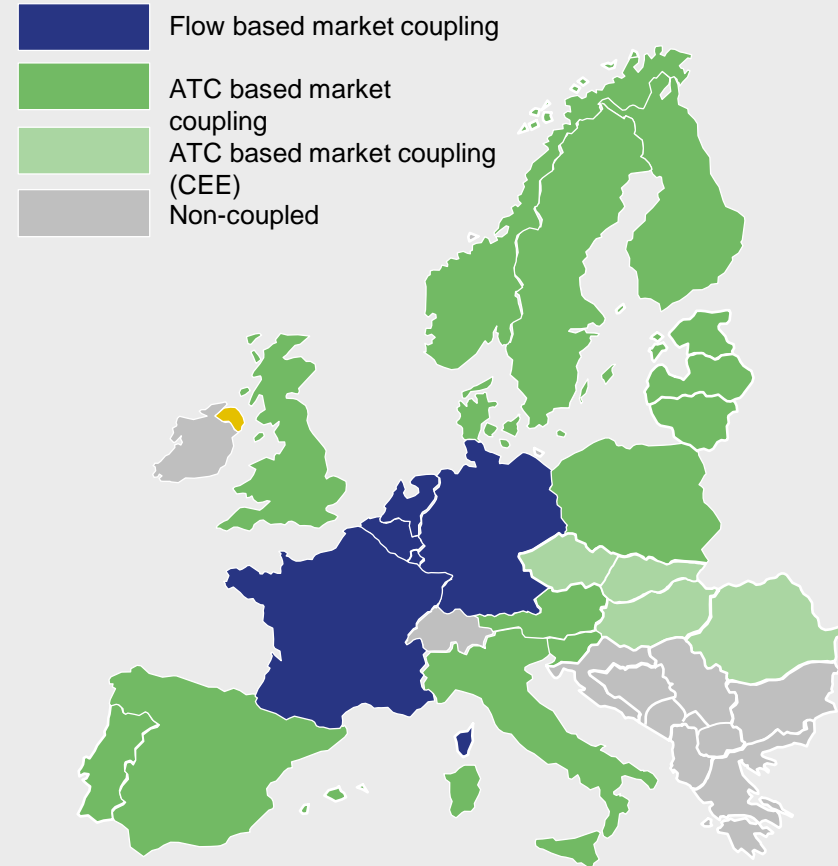 Flow based market coupling
ATC based market
coupling
ATC based market coupling
(CEE)
Non-coupled